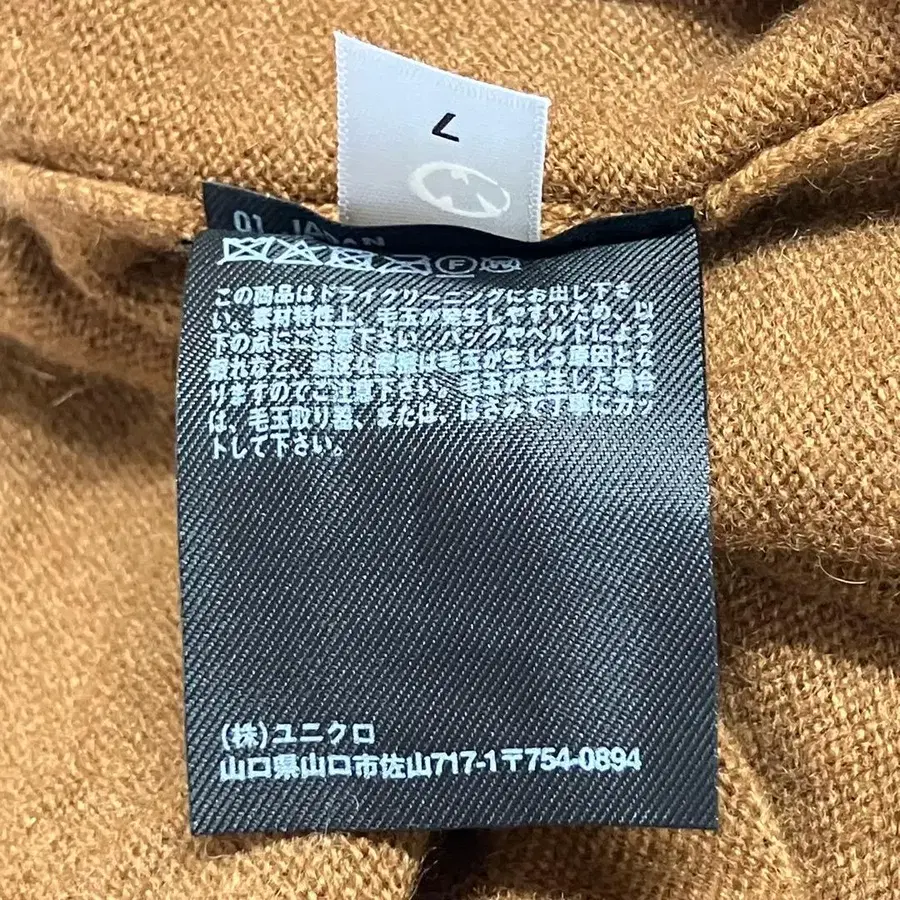 L
01 JAPAN
F
W
この商品はドライクリーニングにお出し下さ
い。素材特性上、毛玉が発生しやすいため、以
下の点にご注意下さい。バッグやベルトによる
擦れなど、過度な摩擦は毛玉が生じる原因とな
りますのでご注意下さい。毛玉が発生した場合
は、毛玉取り器、または、はさみで丁寧にカッ
トして下さい。
(株)ユニクロ
山口県山口市佐山717-1〒754-0894